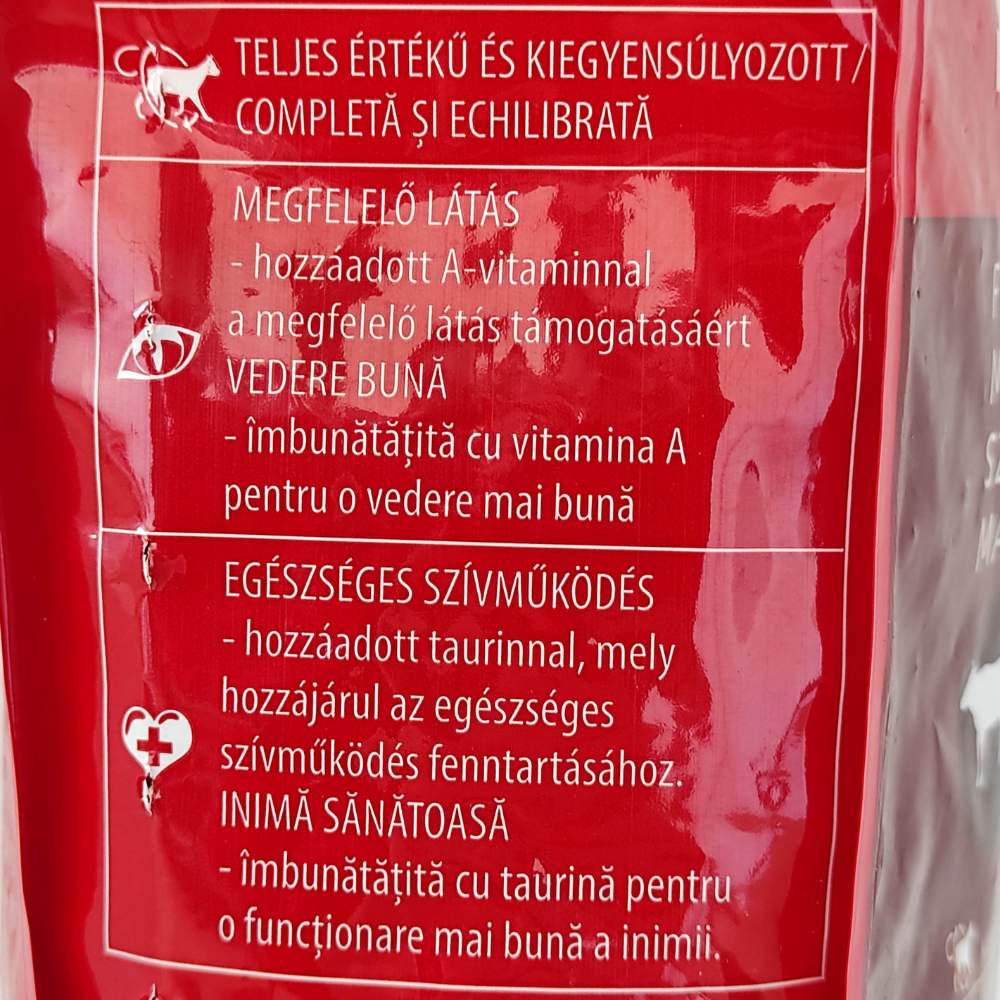 TELJES ÉRTÉKŰ ÉS KIEGYENSÚLYOZOTT/
COMPLETĂ ȘI ECHILIBRATĂ
MEGFELELŐ LÁTÁS
- hozzáadott A-vitaminnal
a megfelelő látás támogatásáért
VEDERE BUNĂ
- îmbunătățită cu vitamina A
pentru o vedere mai bună
EGÉSZSÉGES SZÍVMŰKÖDÉS
- hozzáadott taurinnal, mely
hozzájárul az egészséges
szívműködés fenntartásához.
INIMĂ SĂNĂTOASĂ
- îmbunătățită cu taurină pentru
o funcționare mai bună a inimii.